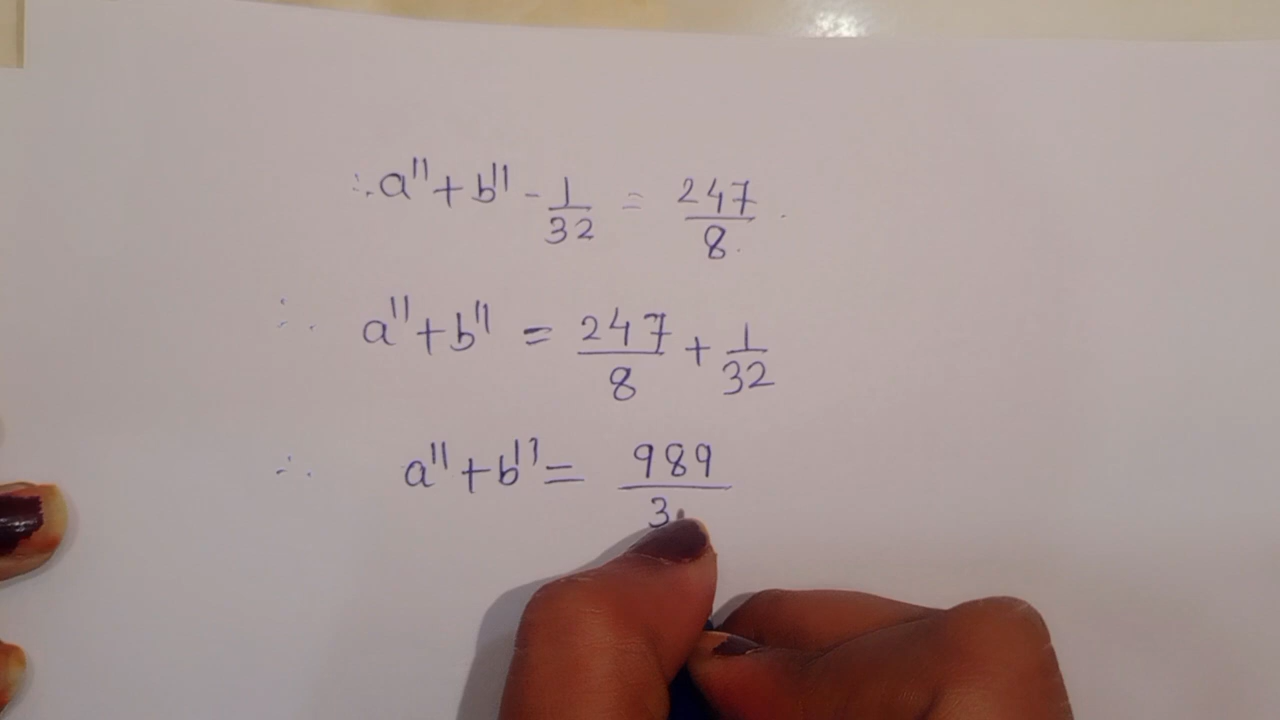 ∴ a¹¹ + b¹¹ - 1/32 = 247/8
∴ a¹¹ + b¹¹ = 247/8 + 1/32
∴ a¹¹ + b¹¹ = 989/3